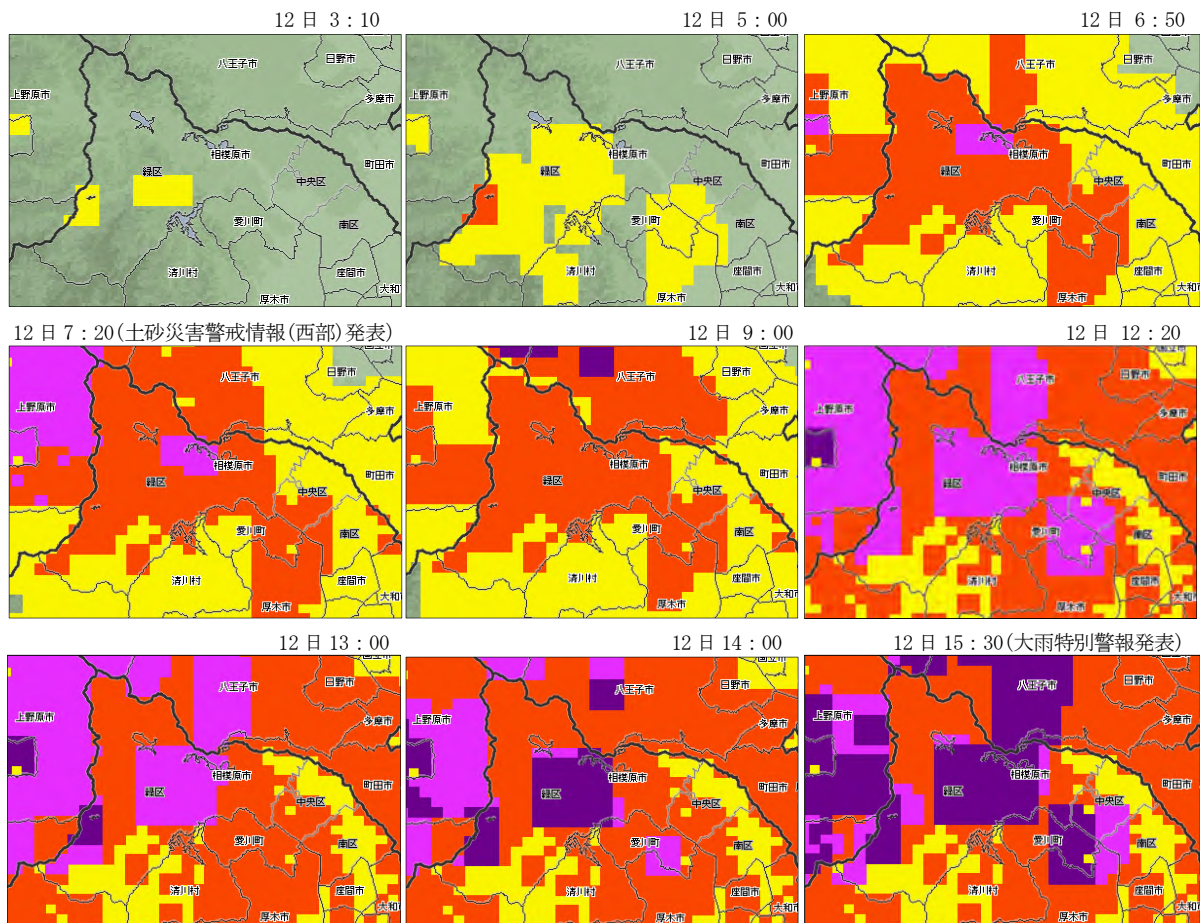 12日 3:10
八王子市
日野市
上野原市
多摩市
町田市
相模原市
緑区
中央区
愛川町
南区
清川村
座間市
厚木市
大和
12日 5:00
八王子市
日野市
上野原市
多摩市
町田市
相模原市
緑区
中央区
愛川町
南区
清川村
座間市
厚木市
大和
12日 6:50
八王子市
日野市
上野原市
多摩市
相模原市
町田市
緑区
中央区
愛川町
南区
清川村
座間市
厚木市
大和
12日 7:20(土砂災害警戒情報(西部)発表)
八王子市
日野市
上野原市
多摩市
相模原市
町田市
緑区
中央区
愛川町
南区
清川村
座間市
厚木市
大和
12日 9:00
八王子市
日野市
上野原市
多摩市
相模原市
町田市
緑区
中央区
愛川町
南区
清川村
座間市
厚木市
大和市
12日 12:20
国立市
八王子市
日野市
上野原市
多摩市
相模原市
町田市
緑区
中央区
愛川町
南区
清川村
座間市
厚木市
大和市
12日 13:00
国立市
八王子市
日野市
上野原市
多摩市
相模原市
町田市
緑区
中央区
愛川町
南区
清川村
座間市
厚木市
大和市
12日 14:00
国立市
八王子市
日野市
上野原市
多摩市
相模原市
町田市
緑区
中央区
愛川町
南区
清川村
座間市
厚木市
大和市
12日 15:30(大雨特別警報発表)
八王子市
日野市
上野原市
多摩市
相模原市
町田市
緑区
中央区
愛川町
南区
清川村
座間市
厚木市
大和